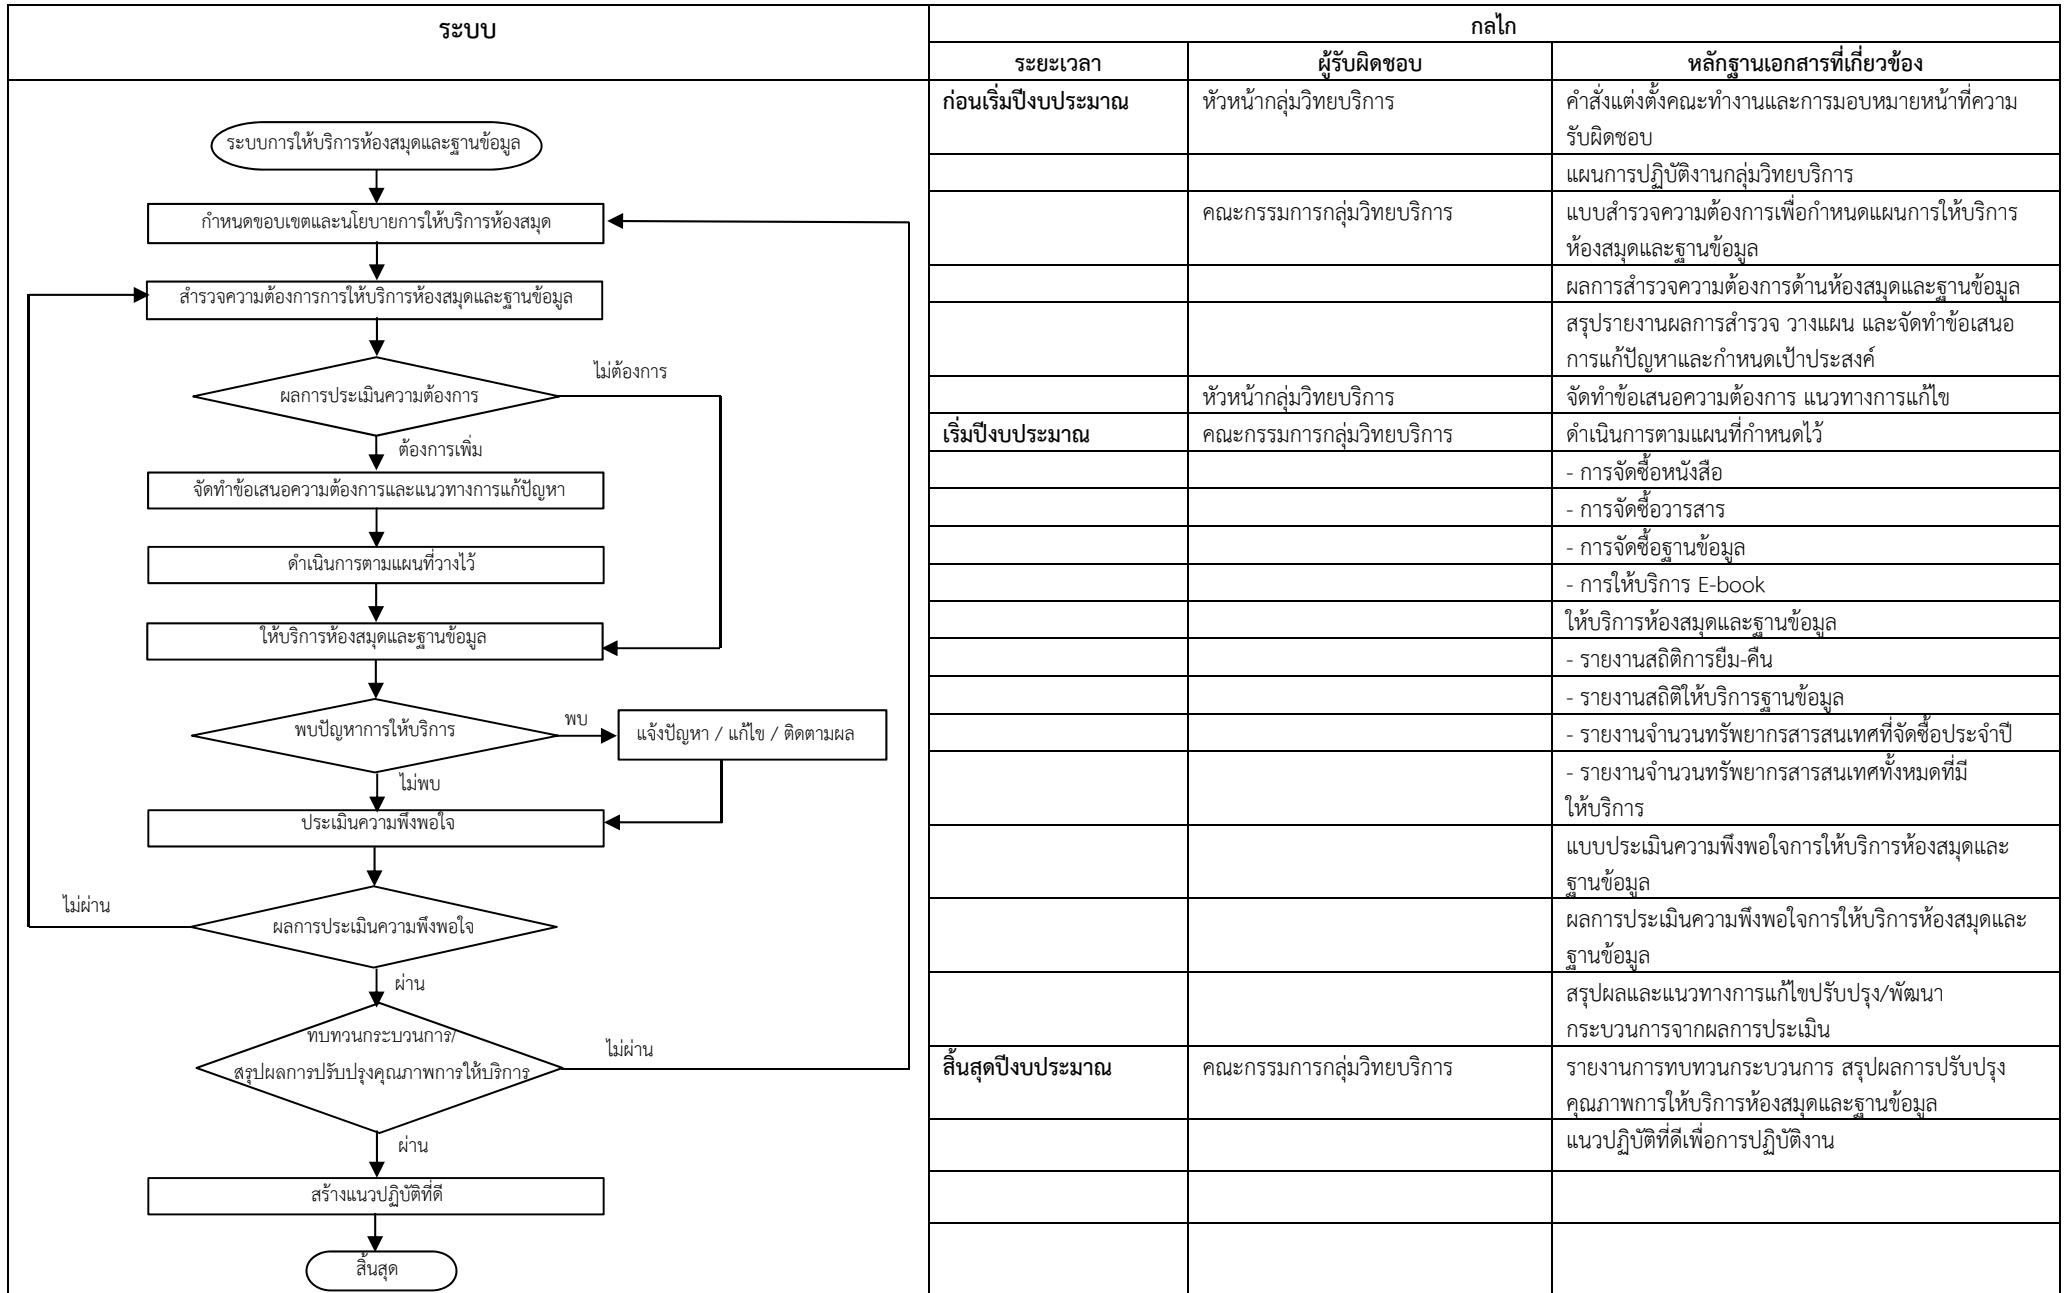 ระบบ
กลไก
ระยะเวลา
ผู้รับผิดชอบ
หลักฐานเอกสารที่เกี่ยวข้อง
ระบบการให้บริการห้องสมุดและฐานข้อมูล
กำหนดขอบเขตและนโยบายการให้บริการห้องสมุด
สำรวจความต้องการการให้บริการห้องสมุดและฐานข้อมูล
ผลการประเมินความต้องการ
ไม่ต้องการ
ต้องการเพิ่ม
จัดทำข้อเสนอความต้องการและแนวทางการแก้ปัญหา
ดำเนินการตามแผนที่วางไว้
ให้บริการห้องสมุดและฐานข้อมูล
พบปัญหาการให้บริการ
พบ
แจ้งปัญหา / แก้ไข / ติดตามผล
ไม่พบ
ประเมินความพึงพอใจ
ไม่ผ่าน
ผลการประเมินความพึงพอใจ
ผ่าน
ทบทวนกระบวนการ/
สรุปผลการปรับปรุงคุณภาพการให้บริการ
ไม่ผ่าน
ผ่าน
สร้างแนวปฏิบัติที่ดี
สิ้นสุด
ก่อนเริ่มปีงบประมาณ
หัวหน้ากลุ่มวิทยบริการ
คำสั่งแต่งตั้งคณะทำงานและการมอบหมายหน้าที่ความ
รับผิดชอบ
แผนการปฏิบัติงานกลุ่มวิทยบริการ
คณะกรรมการกลุ่มวิทยบริการ
แบบสำรวจความต้องการเพื่อกำหนดแผนการให้บริการ
ห้องสมุดและฐานข้อมูล
ผลการสำรวจความต้องการด้านห้องสมุดและฐานข้อมูล
สรุปรายงานผลการสำรวจ วางแผน และจัดทำข้อเสนอ
การแก้ปัญหาและกำหนดเป้าประสงค์
หัวหน้ากลุ่มวิทยบริการ
จัดทำข้อเสนอความต้องการ แนวทางการแก้ไข
เริ่มปีงบประมาณ
คณะกรรมการกลุ่มวิทยบริการ
ดำเนินการตามแผนที่กำหนดไว้
- การจัดซื้อหนังสือ
- การจัดซื้อวารสาร
- การจัดซื้อฐานข้อมูล
- การให้บริการ E-book
ให้บริการห้องสมุดและฐานข้อมูล
- รายงานสถิติการยืม-คืน
- รายงานสถิติให้บริการฐานข้อมูล
- รายงานจำนวนทรัพยากรสารสนเทศที่จัดซื้อประจำปี
- รายงานจำนวนทรัพยากรสารสนเทศทั้งหมดที่มี
ให้บริการ
แบบประเมินความพึงพอใจการให้บริการห้องสมุดและ
ฐานข้อมูล
ผลการประเมินความพึงพอใจการให้บริการห้องสมุดและ
ฐานข้อมูล
สรุปผลและแนวทางการแก้ไขปรับปรุง/พัฒนา
กระบวนการจากผลการประเมิน
สิ้นสุดปีงบประมาณ
คณะกรรมการกลุ่มวิทยบริการ
รายงานการทบทวนกระบวนการ สรุปผลการปรับปรุง
คุณภาพการให้บริการห้องสมุดและฐานข้อมูล
แนวปฏิบัติที่ดีเพื่อการปฏิบัติงาน